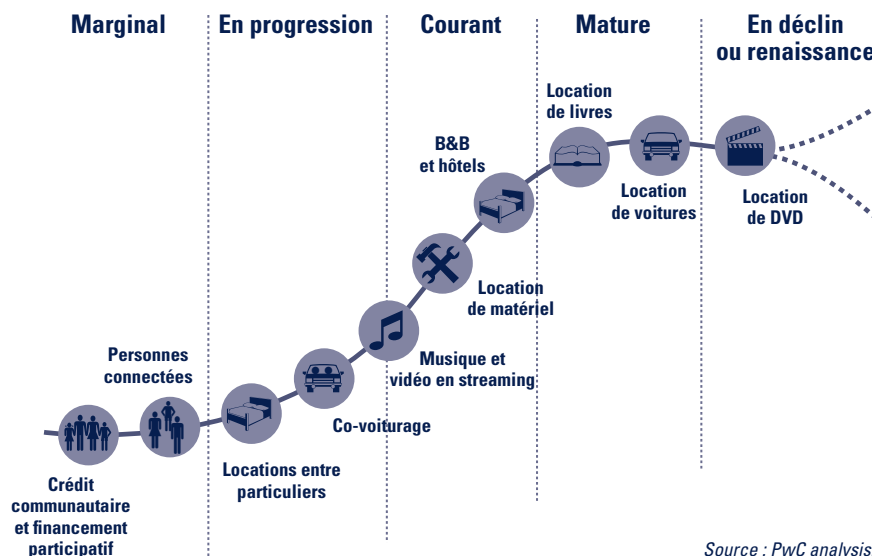 Marginal
En progression
Courant
Mature
En déclin
ou renaissance
Location
de livres
B&B
et hôtels
Location
de voitures
Location
de DVD
Location
de matériel
Personnes
connectées
Musique et
vidéo en streaming
Co-voiturage
Locations entre
particuliers
Crédit
communautaire
et financement
participatif
Source : PwC analysis